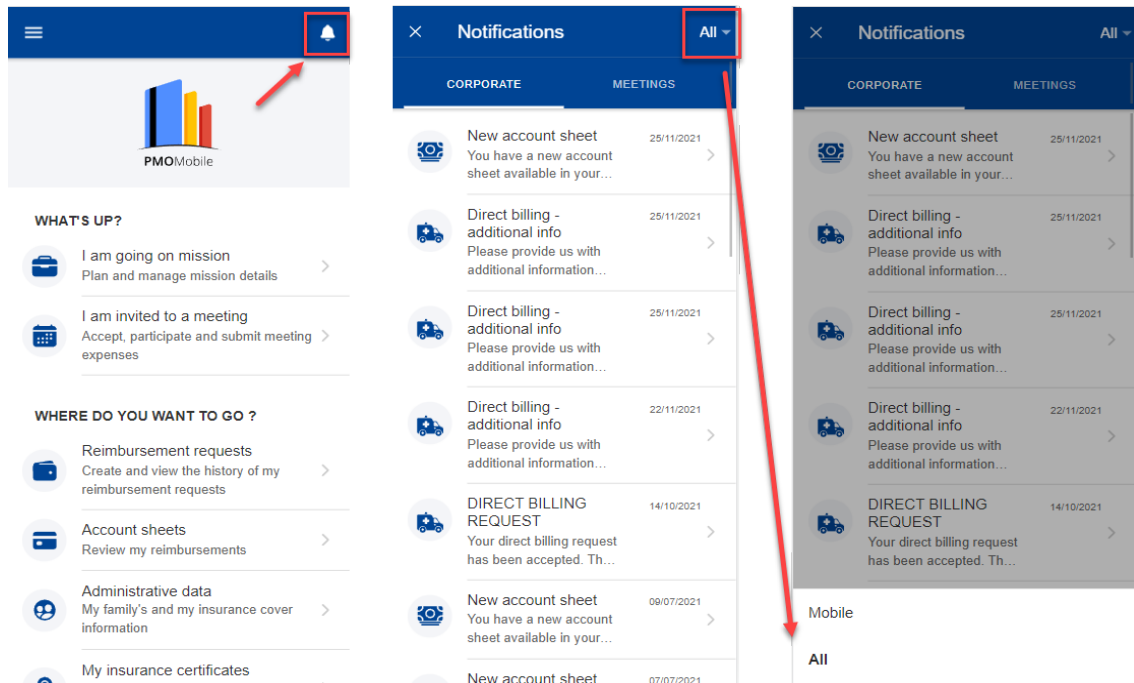 PMOMobile
WHAT'S UP?
I am going on mission
Plan and manage mission details
I am invited to a meeting
Accept, participate and submit meeting
expenses
WHERE DO YOU WANT TO GO ?
Reimbursement requests
Create and view the history of my
reimbursement requests
Account sheets
Review my reimbursements
Administrative data
My family's and my insurance cover
information
My insurance certificates
Notifications
All
CORPORATE
MEETINGS
New account sheet
25/11/2021
You have a new account
sheet available in your...
Direct billing -
25/11/2021
additional info
Please provide us with
additional information...
Direct billing -
25/11/2021
additional info
Please provide us with
additional information...
Direct billing -
22/11/2021
additional info
Please provide us with
additional information...
DIRECT BILLING
14/10/2021
REQUEST
Your direct billing request
has been accepted. Th...
New account sheet
09/07/2021
You have a new account
sheet available in your...
New account sheet
07/07/2021
Notifications
All
CORPORATE
MEETINGS
New account sheet
25/11/2021
You have a new account
sheet available in your...
Direct billing -
25/11/2021
additional info
Please provide us with
additional information...
Direct billing -
25/11/2021
additional info
Please provide us with
additional information...
Direct billing -
22/11/2021
additional info
Please provide us with
additional information...
DIRECT BILLING
14/10/2021
REQUEST
Your direct billing request
has been accepted. Th...
Mobile
All